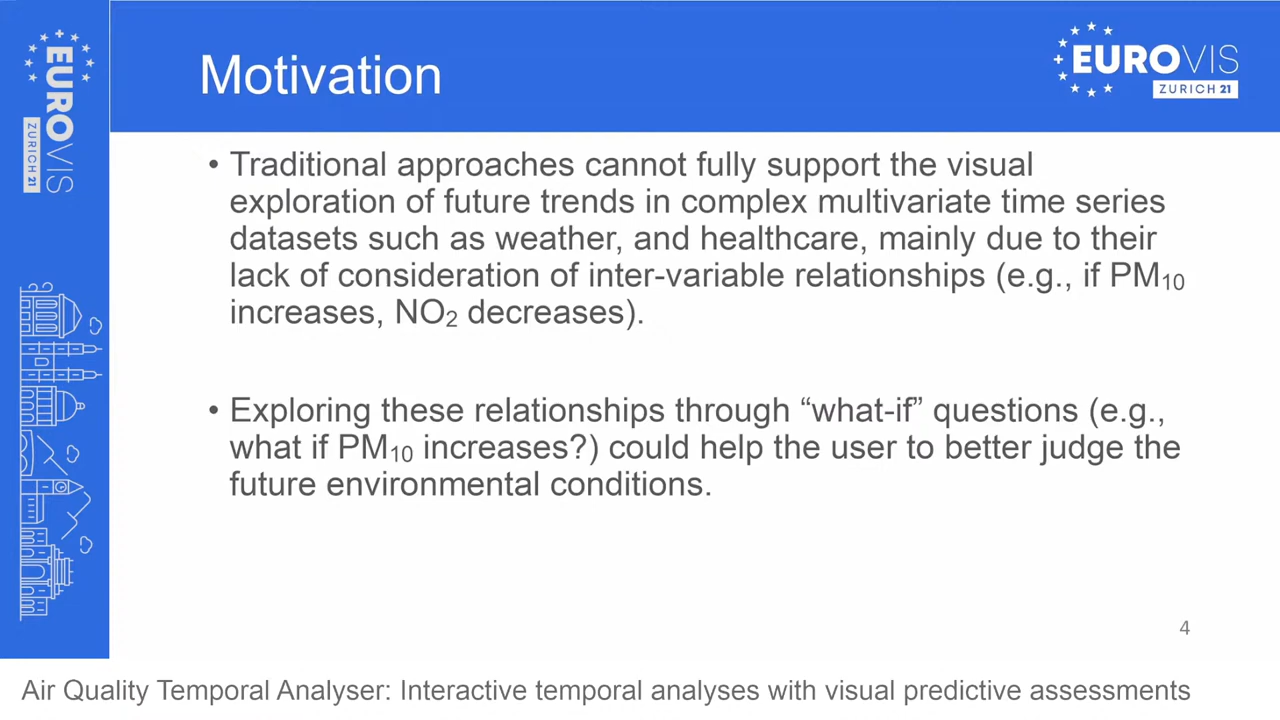 EUROVIS
ZURICH 21
Motivation
EUROVIS
ZURICH 21
• Traditional approaches cannot fully support the visual
exploration of future trends in complex multivariate time series
datasets such as weather, and healthcare, mainly due to their
lack of consideration of inter-variable relationships (e.g., if PM₁₀
increases, NO₂ decreases).
• Exploring these relationships through “what-if” questions (e.g.,
what if PM₁₀ increases?) could help the user to better judge the
future environmental conditions.
4
Air Quality Temporal Analyser: Interactive temporal analyses with visual predictive assessments